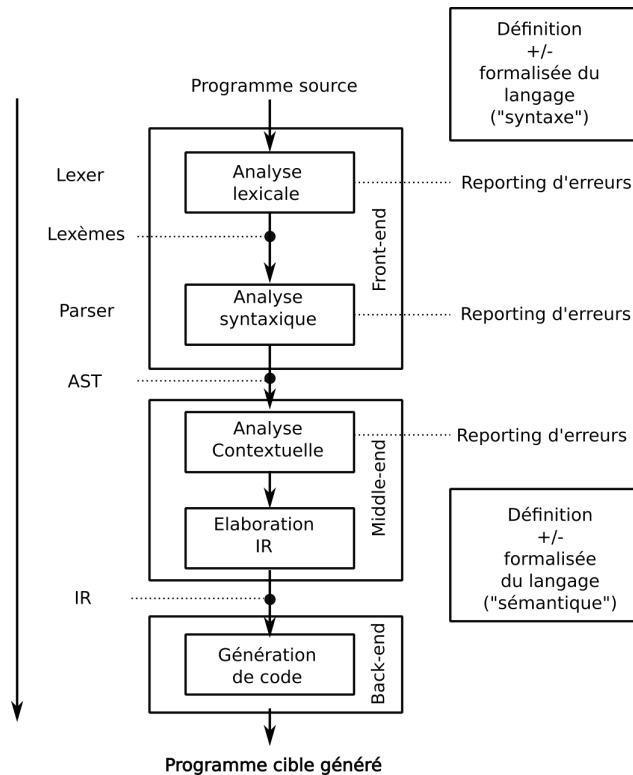 Définition
+/-
formalisée du
langage
("syntaxe")
Programme source
Lexer
Analyse
lexicale
Reporting d'erreurs
Lexèmes
Front-end
Parser
Analyse
syntaxique
Reporting d'erreurs
AST
Analyse
Contextuelle
Reporting d'erreurs
Middle-end
Elaboration
IR
Définition
+/-
formalisée
du langage
("sémantique")
IR
Back-end
Génération
de code
Programme cible généré